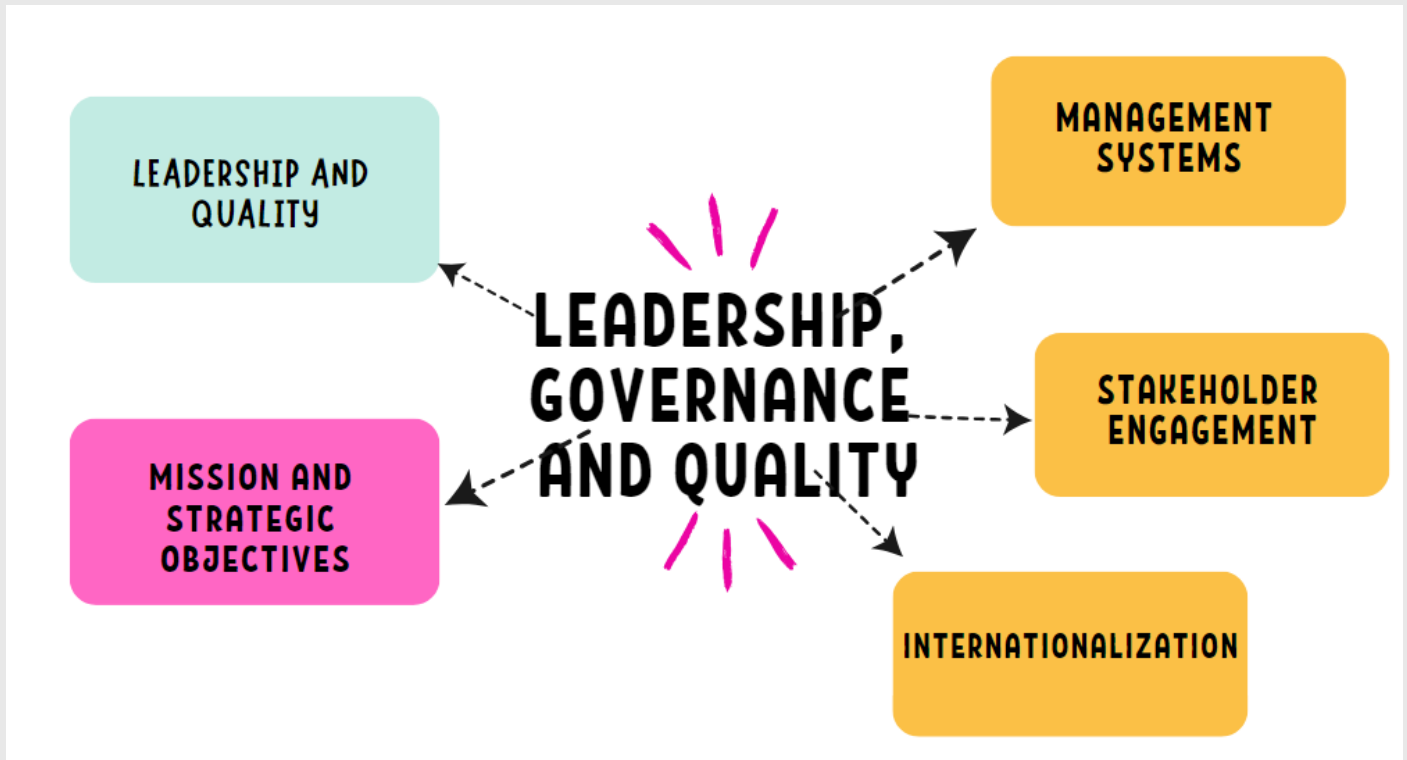 LEADERSHIP AND
QUALITY
MISSION AND
STRATEGIC
OBJECTIVES
LEADERSHIP,
GOVERNANCE
AND QUALITY
MANAGEMENT
SYSTEMS
STAKEHOLDER
ENGAGEMENT
INTERNATIONALIZATION